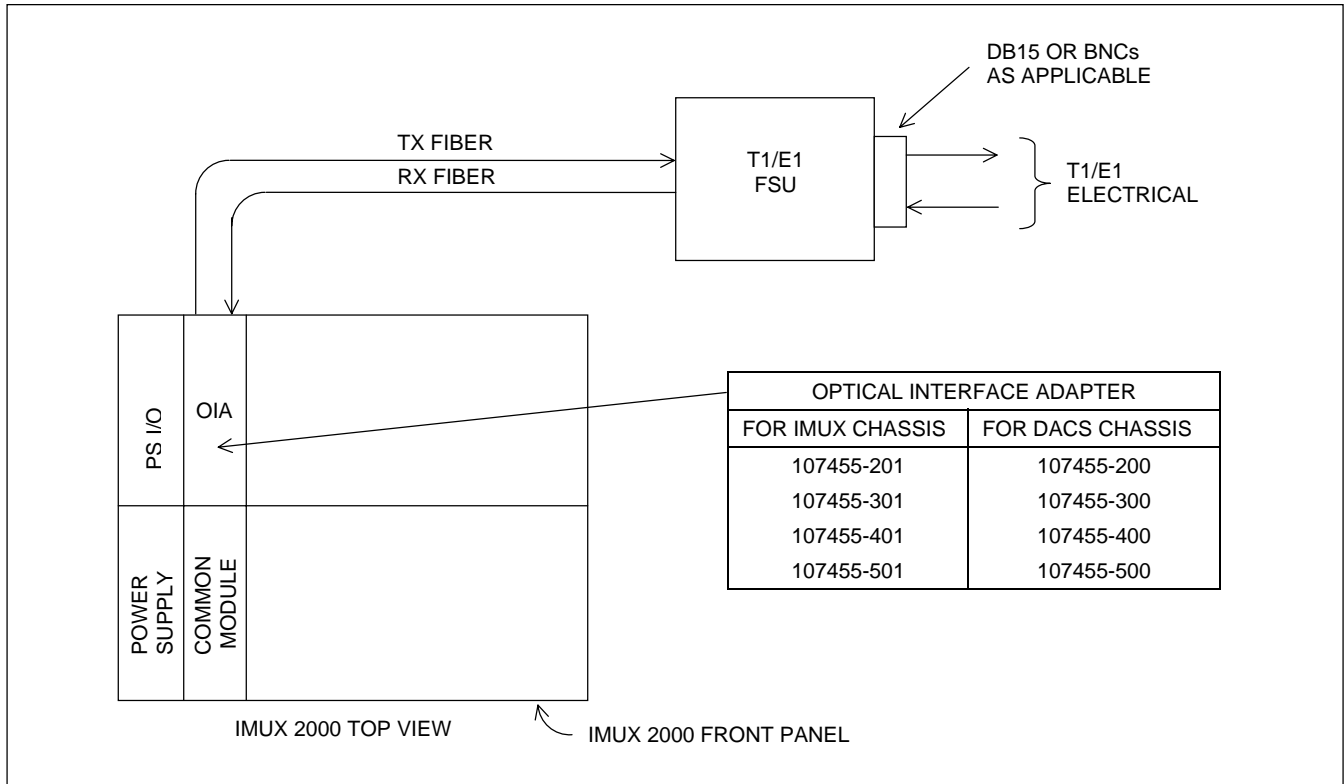 DB15 OR BNCs
AS APPLICABLE
TX FIBER
RX FIBER
T1/E1
FSU
T1/E1
ELECTRICAL
PS I/O
OIA
OPTICAL INTERFACE ADAPTER
FOR IMUX CHASSIS FOR DACS CHASSIS
107455-201 107455-200
107455-301 107455-300
107455-401 107455-400
107455-501 107455-500
POWER
SUPPLY
COMMON
MODULE
IMUX 2000 TOP VIEW
IMUX 2000 FRONT PANEL